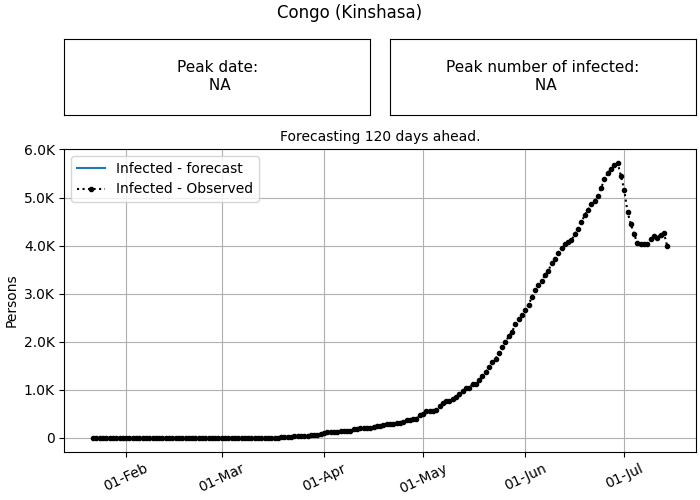 Congo (Kinshasa)
Peak date:
NA
Peak number of infected:
NA
Forecasting 120 days ahead.
Infected - forecast
Infected - Observed
6.0K
5.0K
4.0K
3.0K
2.0K
1.0K
0
Persons
01-Feb
01-Mar
01-Apr
01-May
01-Jun
01-Jul